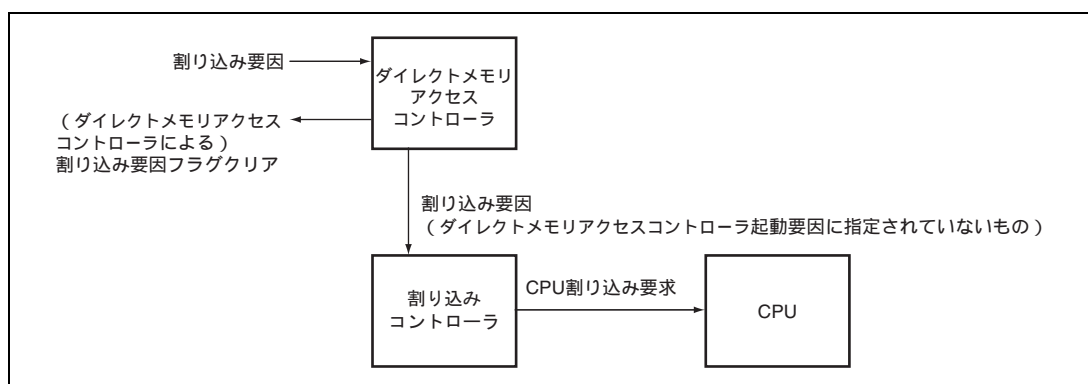 割り込み要因
ダイレクトメモリ
アクセス
コントローラ
（ダイレクトメモリアクセス
コントローラによる）
割り込み要因フラグクリア
割り込み要因
（ダイレクトメモリアクセスコントローラ起動要因に指定されていないもの）
割り込み
コントローラ
CPU割り込み要求
CPU